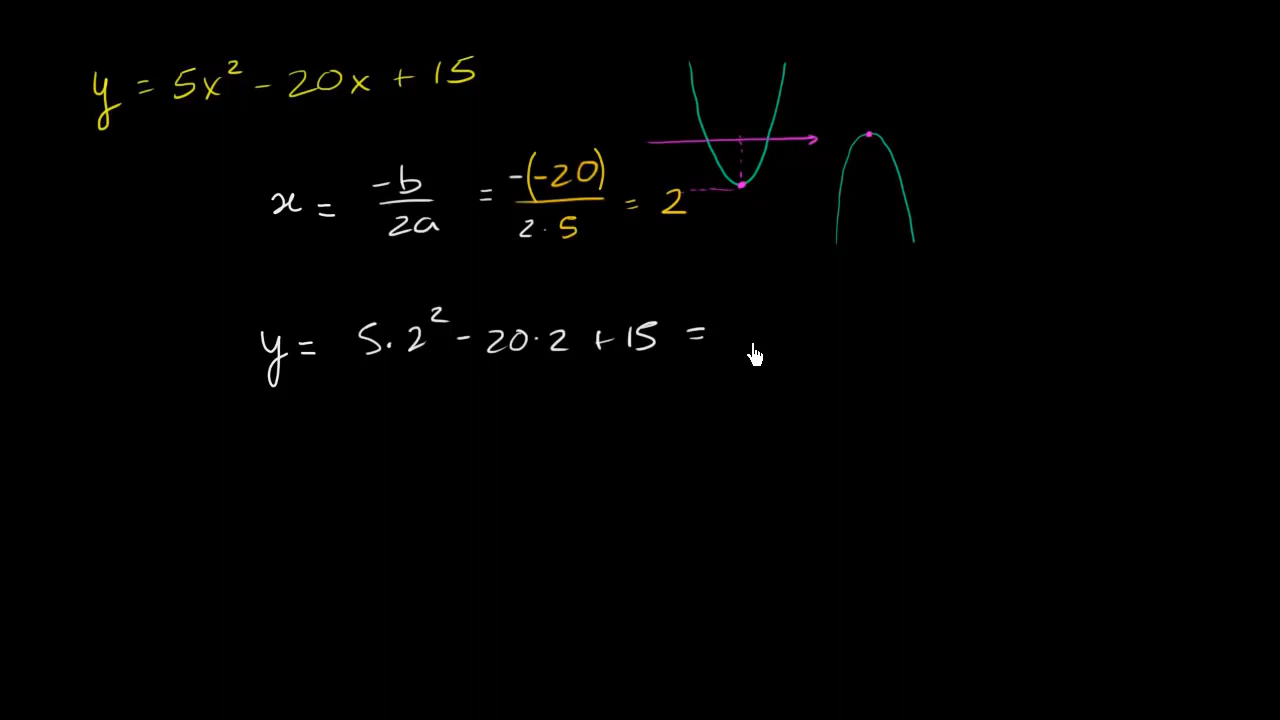 y = 5x² - 20x + 15
x = -b/2a = -(-20)/2·5 = 2
y = 5·2² - 20·2 + 15 =